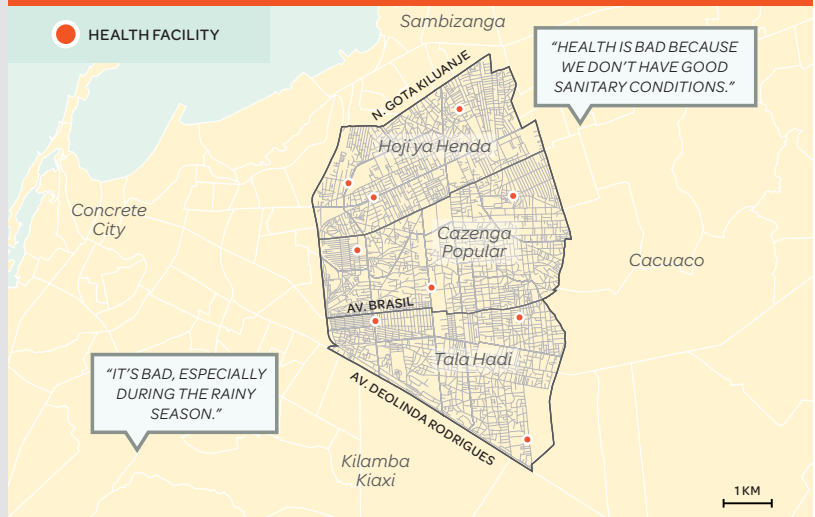 HEALTH FACILITY
Sambizanga
“HEALTH IS BAD BECAUSE
WE DON’T HAVE GOOD
SANITARY CONDITIONS.”
N. GOTA KILUANJE
Hoji ya Henda
Concrete
City
Cazenga
Popular
Cacuaco
AV. BRASIL
Tala Hadi
“IT’S BAD, ESPECIALLY
DURING THE RAINY
SEASON.”
AV. DEOLINDA RODRIGUES
Kilamba
Kiaxi
1 KM